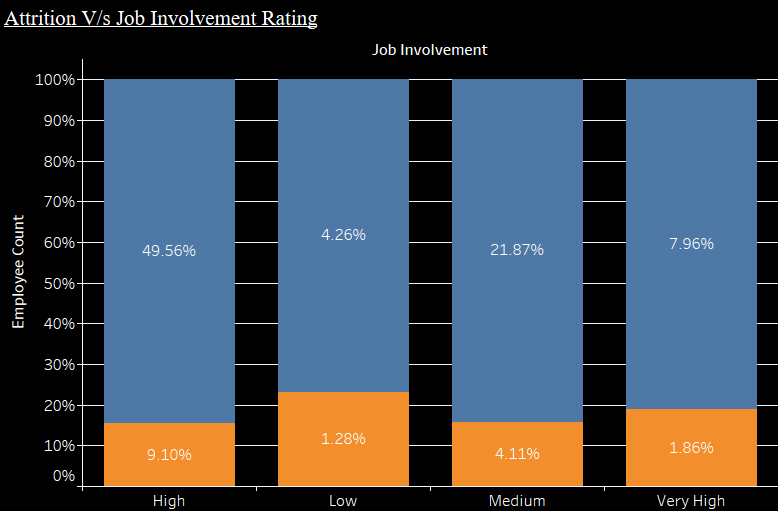 Attrition V/s Job Involvement Rating
Job Involvement
Employee Count
100%
90%
80%
70%
60%
50%
40%
30%
20%
10%
0%
49.56%
4.26%
21.87%
7.96%
9.10%
1.28%
4.11%
1.86%
High
Low
Medium
Very High